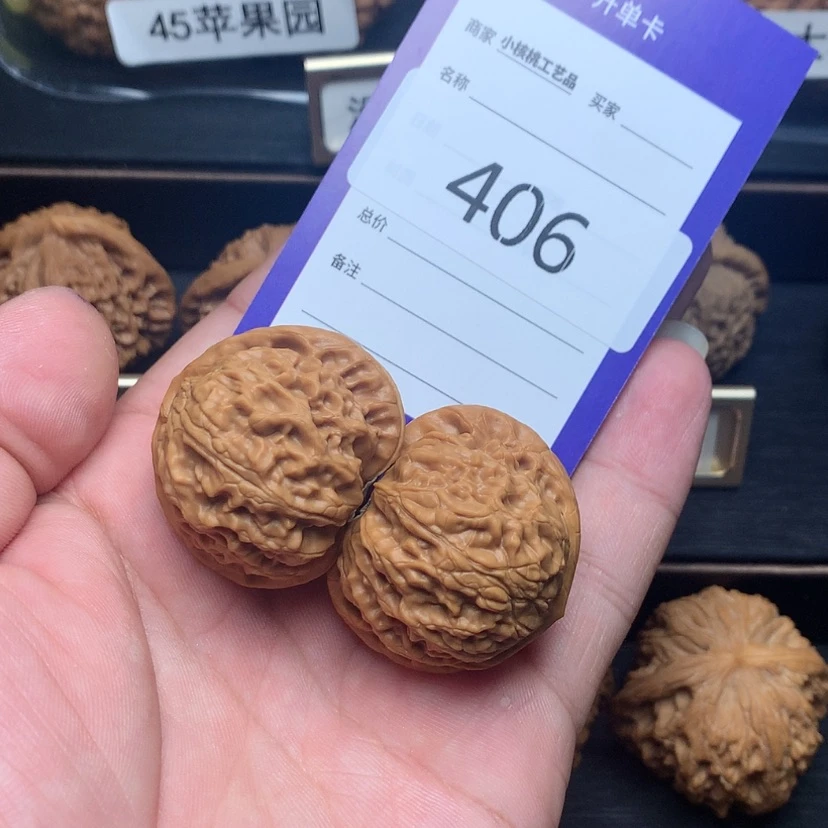 45苹果园
开单卡
商家 小核桃工艺品 买家
名称
406
总价
备注